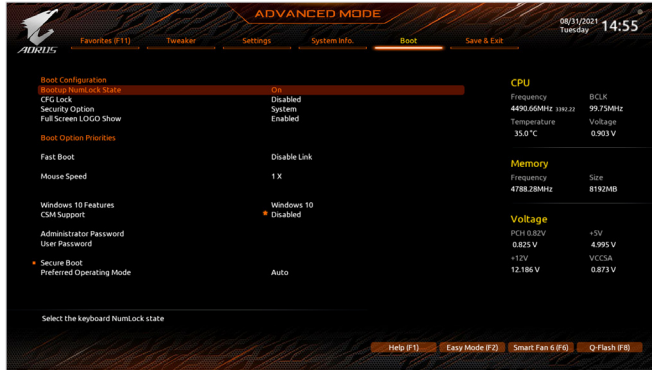 ADVANCED MODE
08/31/2021 Tuesday 14:55
AORUS
Favorites (F11) Tweaker Settings System Info. Boot Save & Exit
Boot Configuration
Bootup NumLock State On
CFG Lock Disabled
Security Option System
Full Screen LOGO Show Enabled
Boot Option Priorities
Fast Boot Disable Link
Mouse Speed 1 X
Windows 10 Features Windows 10
CSM Support Disabled
Administrator Password
User Password
Secure Boot
Preferred Operating Mode Auto
CPU
Frequency BCLK
4490.66MHz 3392.22 99.75MHz
Temperature Voltage
35.0 °C 0.903 V
Memory
Frequency Size
4788.28MHz 8192MB
Voltage
PCH 0.82V +5V
0.825 V 4.995 V
+12V VCCSA
12.186 V 0.873 V
Select the keyboard NumLock state
Help (F1) Easy Mode (F2) Smart Fan 6 (F6) Q-Flash (F8)